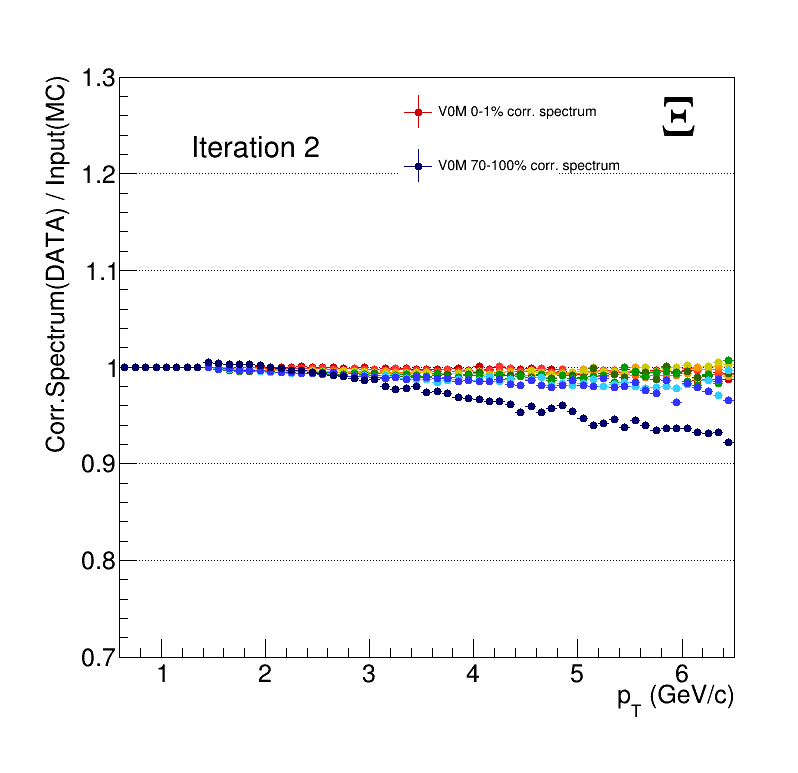 Corr.Spectrum(DATA) / Input(MC)
1.3
1.2
1.1
1
0.9
0.8
0.7
V0M 0-1% corr. spectrum
V0M 70-100% corr. spectrum
Iteration 2
Ξ
1 2 3 4 5 6
p_T (GeV/c)